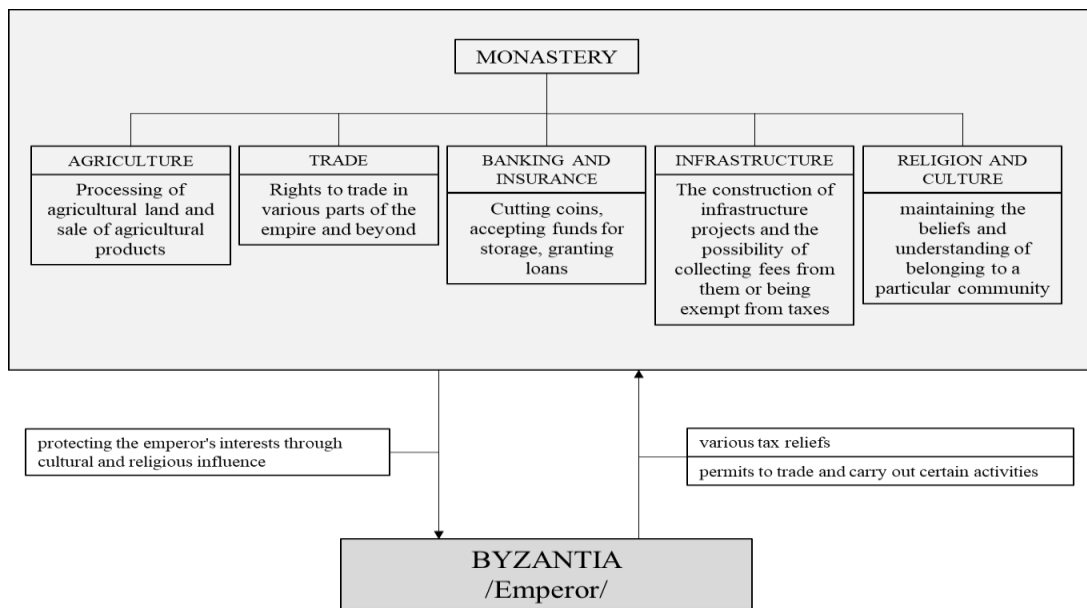 MONASTERY
AGRICULTURE
Processing of
agricultural land and
sale of agricultural
products
TRADE
Rights to trade in
various parts of the
empire and beyond
BANKING AND
INSURANCE
Cutting coins,
accepting funds for
storage, granting
loans
INFRASTRUCTURE
The construction of
infrastructure
projects and the
possibility of
collecting fees from
them or being
exempt from taxes
RELIGION AND
CULTURE
maintaining the
beliefs and
understanding of
belonging to a
particular community
protecting the emperor's interests through
cultural and religious influence
various tax reliefs
permits to trade and carry out certain activities
BYZANTIA
/Emperor/